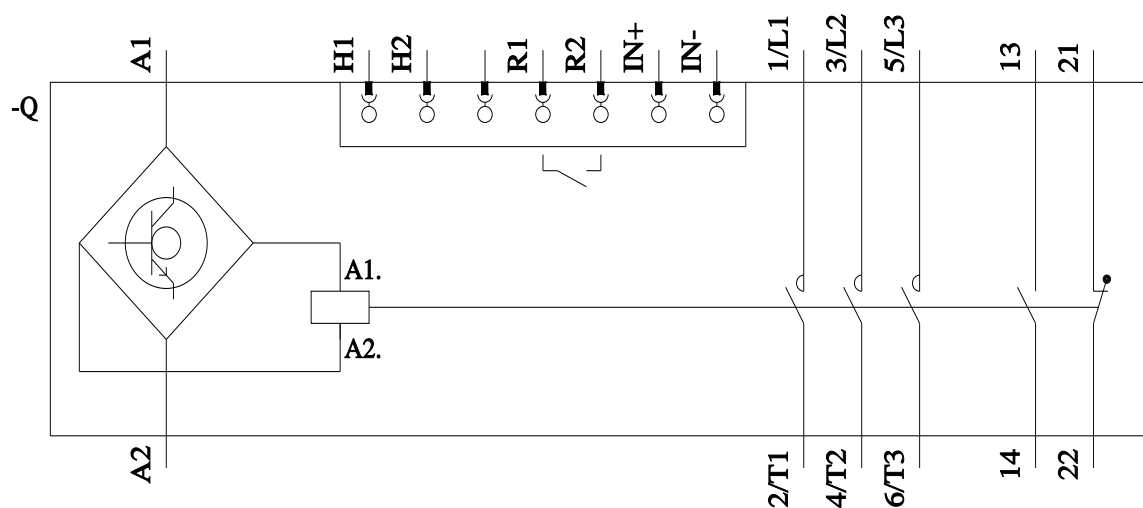 A1
H1
H2
R1
R2
IN+
IN-
1/L1
3/L2
5/L3
13
21
-Q
A1.
A2.
A2
2/T1
4/T2
6/T3
14
22